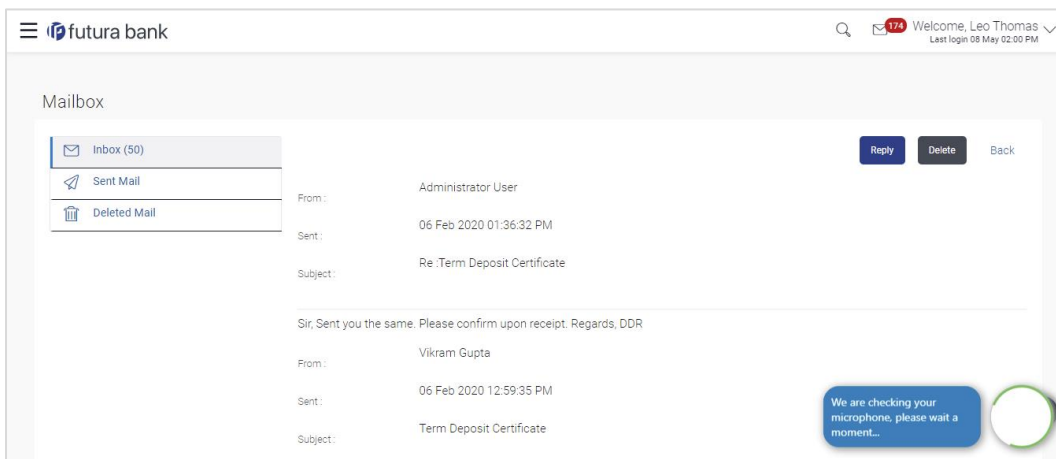 futura bank
174
Welcome, Leo Thomas
Last login 08 May 02:00 PM
Mailbox
Inbox (50)
Sent Mail
Deleted Mail
Reply
Delete
Back
From :
Administrator User
Sent :
06 Feb 2020 01:36:32 PM
Subject :
Re :Term Deposit Certificate
Sir, Sent you the same. Please confirm upon receipt. Regards, DDR
From :
Vikram Gupta
Sent :
06 Feb 2020 12:59:35 PM
Subject :
Term Deposit Certificate
We are checking your
microphone, please wait a
moment...